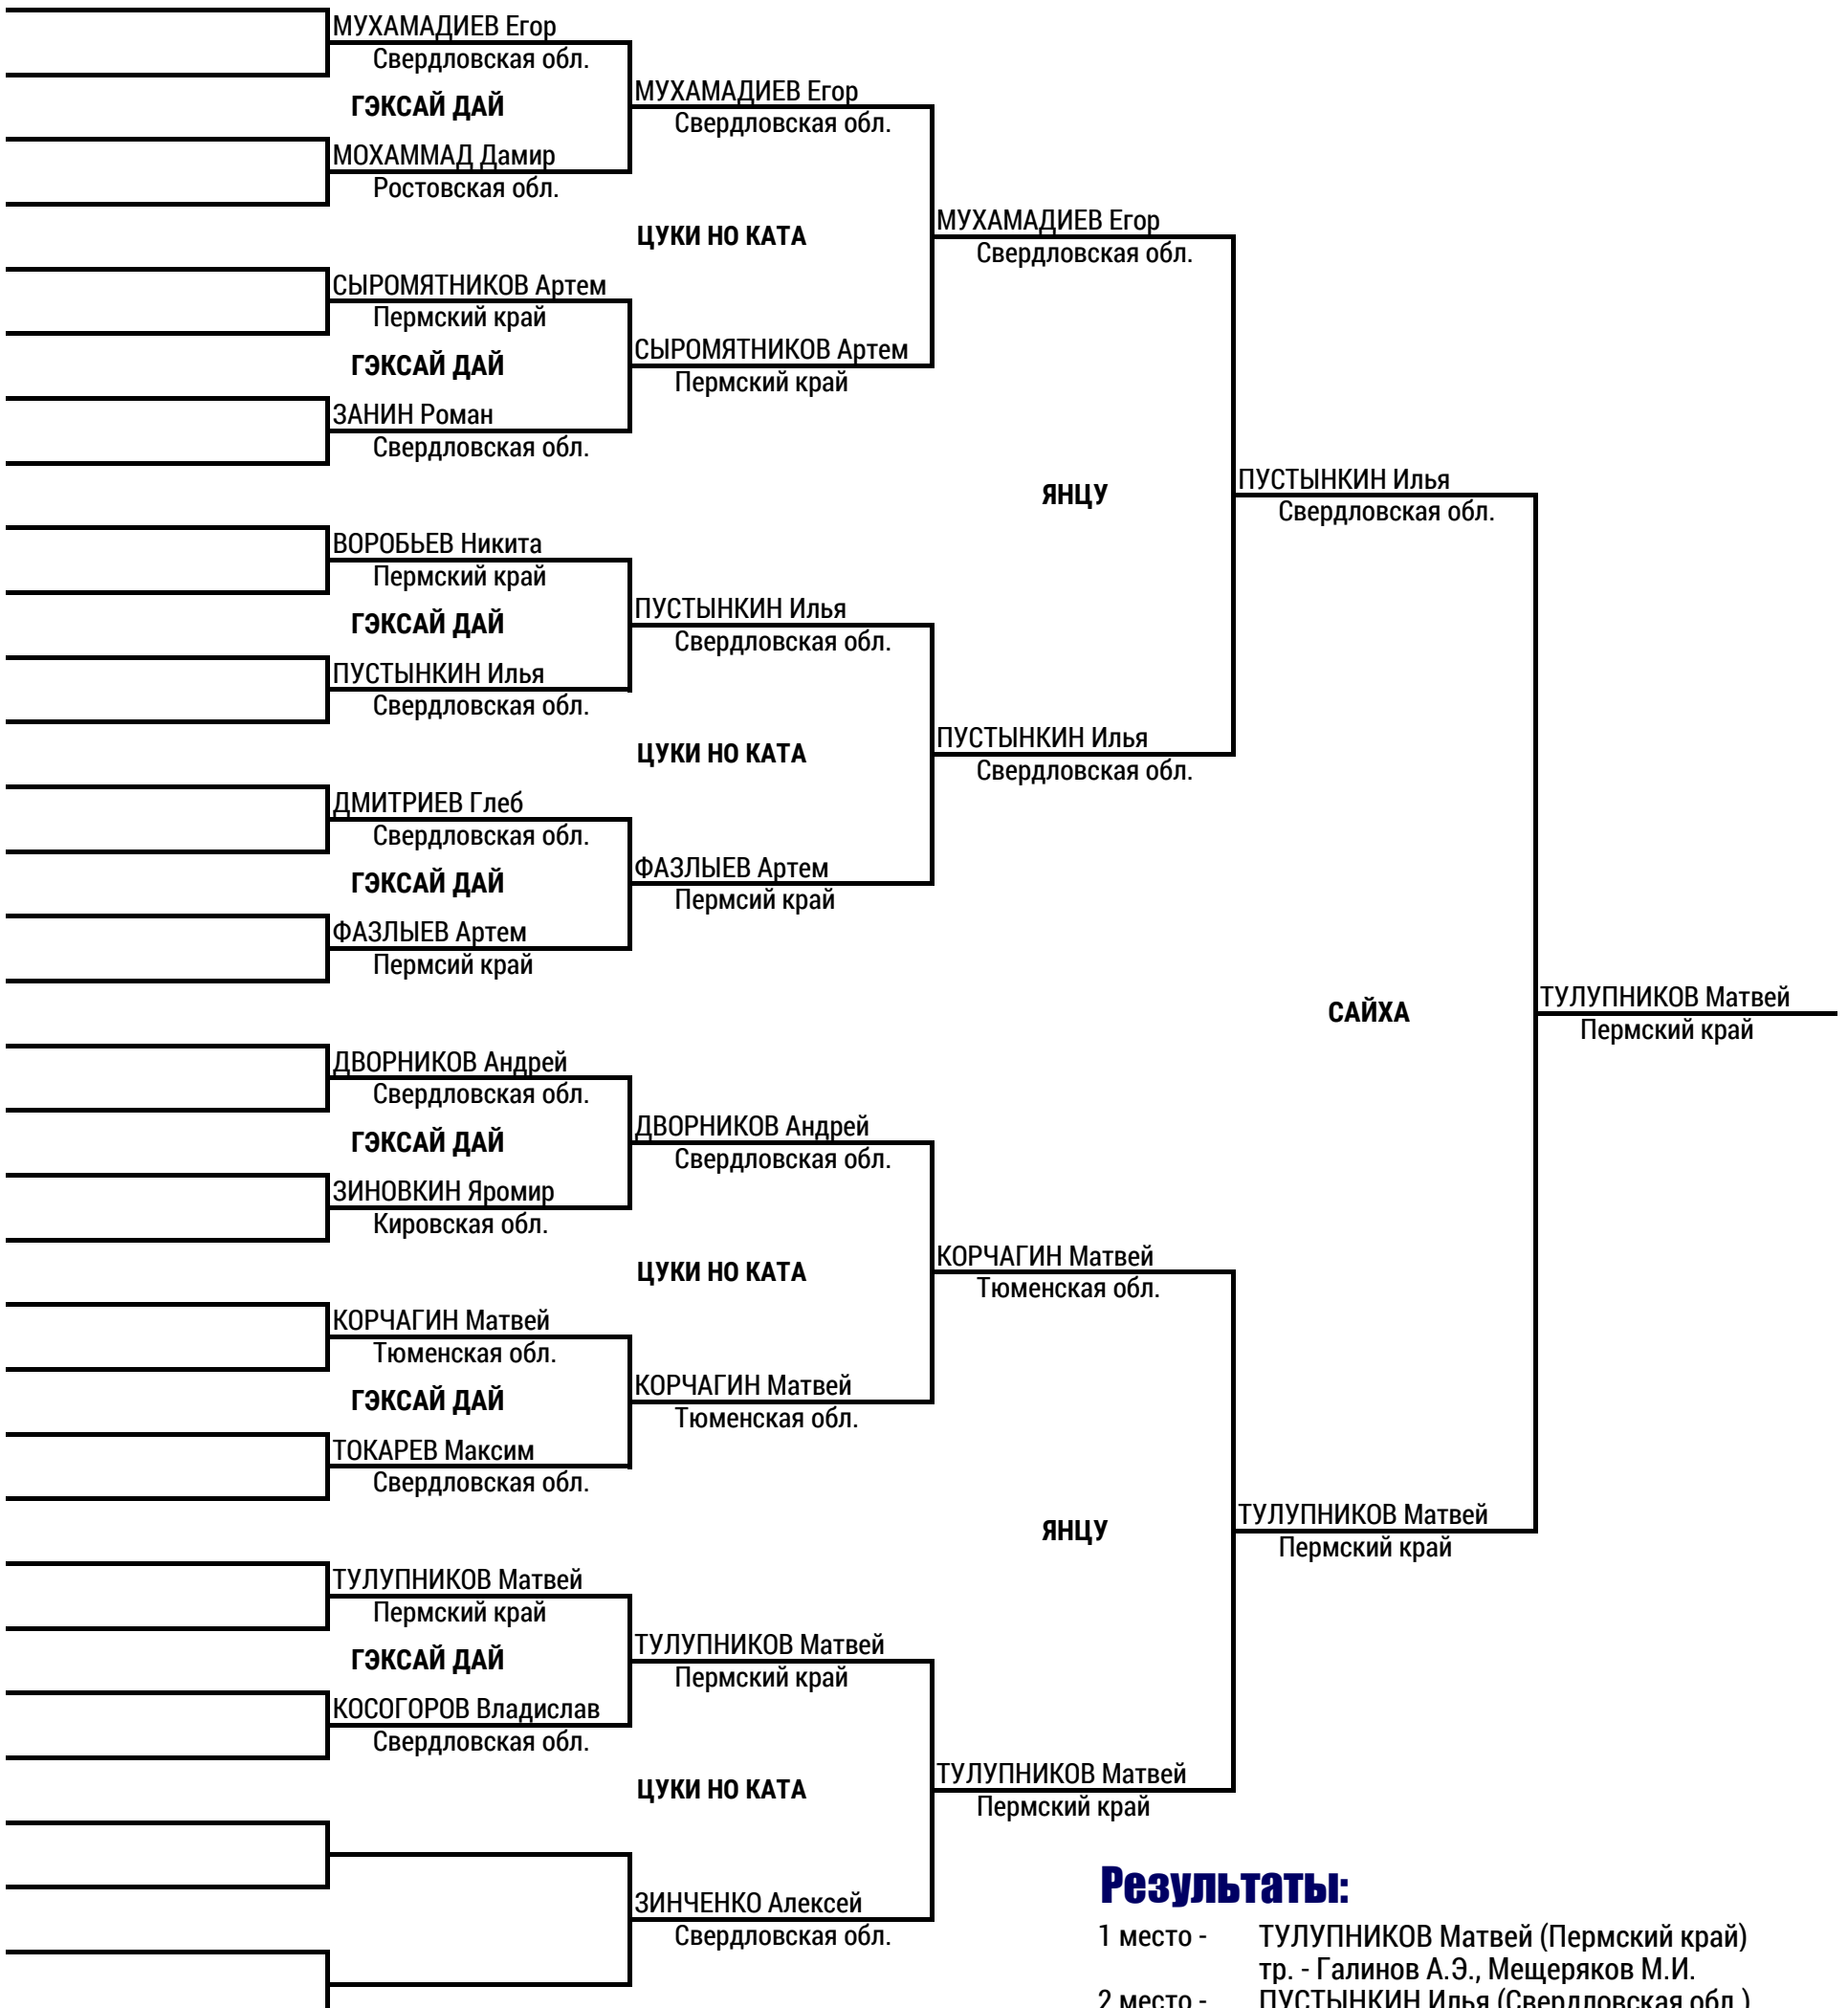 МУХАМАДИЕВ Егор
Свердловская обл.
ГЭКСАЙ ДАЙ
МУХАМАДИЕВ Егор
Свердловская обл.
МОХАММАД Дамир
Ростовская обл.
ЦУКИ НО КАТА
МУХАМАДИЕВ Егор
Свердловская обл.
СЫРОМЯТНИКОВ Артем
Пермский край
ГЭКСАЙ ДАЙ
СЫРОМЯТНИКОВ Артем
Пермский край
ЗАНИН Роман
Свердловская обл.
ЯНЦУ
ПУСТЫНКИН Илья
Свердловская обл.
ВОРОБЬЕВ Никита
Пермский край
ГЭКСАЙ ДАЙ
ПУСТЫНКИН Илья
Свердловская обл.
ПУСТЫНКИН Илья
Свердловская обл.
ЦУКИ НО КАТА
ПУСТЫНКИН Илья
Свердловская обл.
ДМИТРИЕВ Глеб
Свердловская обл.
ГЭКСАЙ ДАЙ
ФАЗЛЫЕВ Артем
Пермсий край
ФАЗЛЫЕВ Артем
Пермсий край
САЙХА
ТУЛУПНИКОВ Матвей
Пермский край
ДВОРНИКОВ Андрей
Свердловская обл.
ГЭКСАЙ ДАЙ
ДВОРНИКОВ Андрей
Свердловская обл.
ЗИНОВКИН Яромир
Кировская обл.
ЦУКИ НО КАТА
КОРЧАГИН Матвей
Тюменская обл.
КОРЧАГИН Матвей
Тюменская обл.
ГЭКСАЙ ДАЙ
КОРЧАГИН Матвей
Тюменская обл.
ТОКАРЕВ Максим
Свердловская обл.
ЯНЦУ
ТУЛУПНИКОВ Матвей
Пермский край
ТУЛУПНИКОВ Матвей
Пермский край
ГЭКСАЙ ДАЙ
ТУЛУПНИКОВ Матвей
Пермский край
КОСОГОРОВ Владислав
Свердловская обл.
ЦУКИ НО КАТА
ТУЛУПНИКОВ Матвей
Пермский край
ЗИНЧЕНКО Алексей
Свердловская обл.
Результаты:
1 место - ТУЛУПНИКОВ Матвей (Пермский край)
тр. - Галинов А.Э., Мещеряков М.И.
2 место - ПУСТЫНКИН Илья (Свердловская обл.)